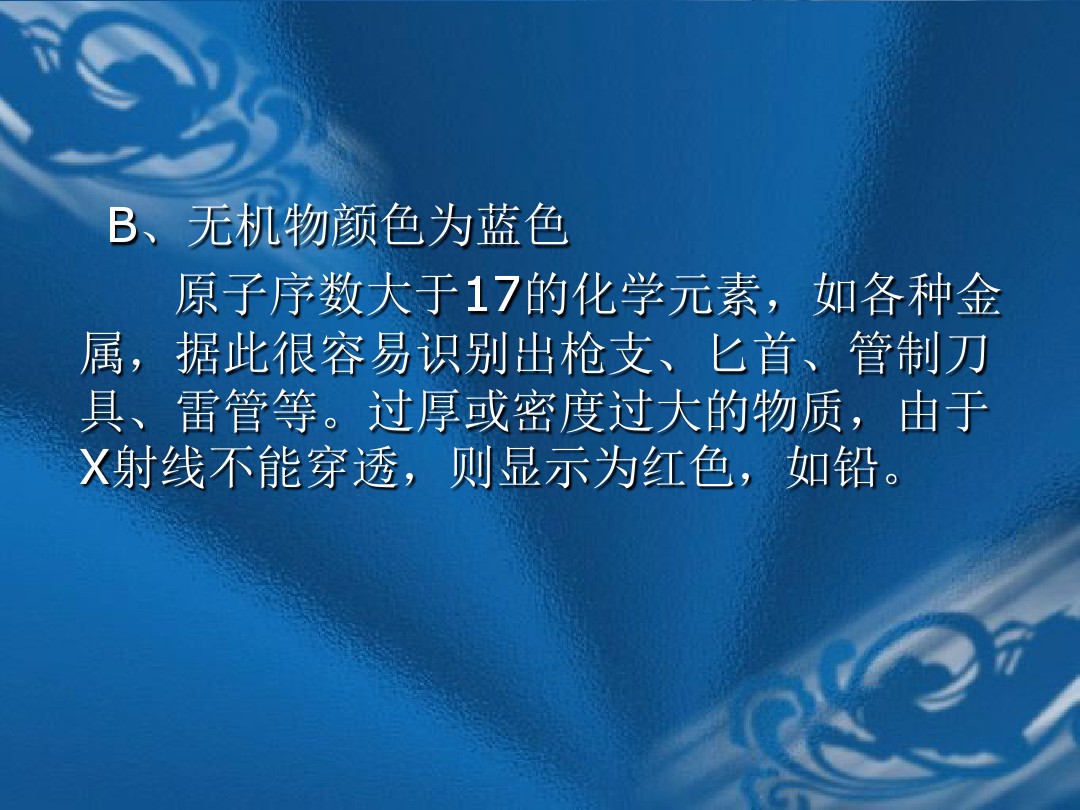 B、无机物颜色为蓝色
原子序数大于17的化学元素，如各种金
属，据此很容易识别出枪支、匕首、管制刀
具、雷管等。过厚或密度过大的物质，由于
X射线不能穿透，则显示为红色，如铅。